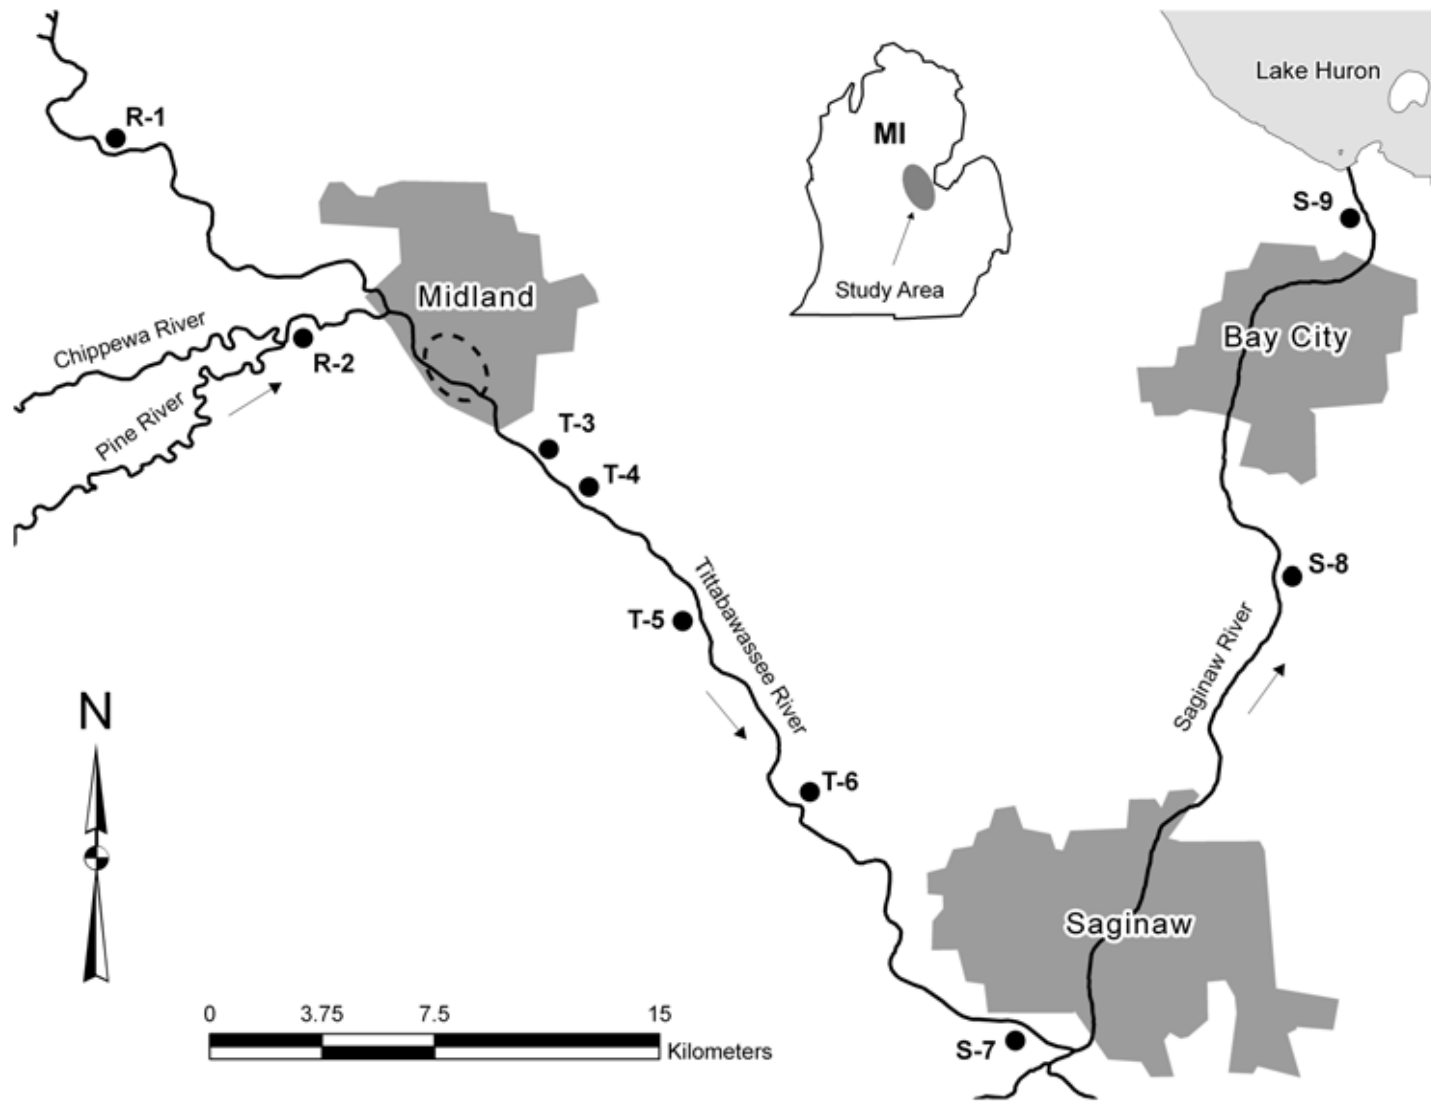 Lake Huron
R-1
MI
S-9
Study Area
Midland
Chippewa River
Bay City
R-2
Pine River
T-3
T-4
S-8
T-5
Tittabawassee River
Saginaw River
N
T-6
Saginaw
0 3.75 7.5 15
Kilometers
S-7